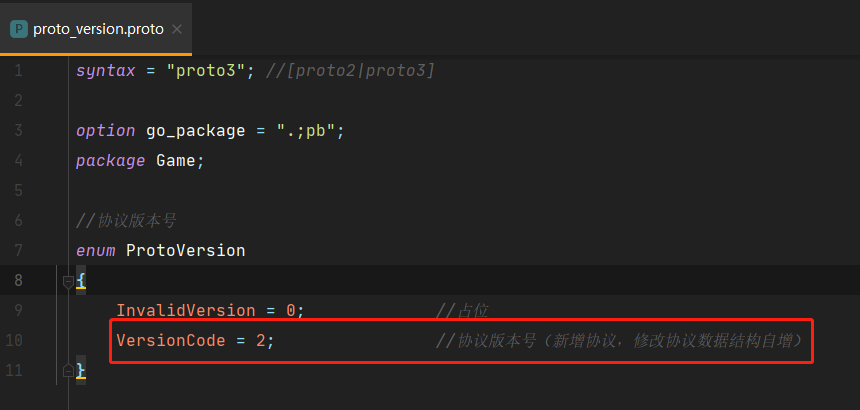 P proto_version.proto ×
1 syntax = "proto3"; //[proto2|proto3]
2
3 option go_package = ".;pb";
4 package Game;
5
6 //协议版本号
7 enum ProtoVersion
8 {
9 InvalidVersion = 0; //占位
10 VersionCode = 2; //协议版本号（新增协议，修改协议数据结构自增）
11 }